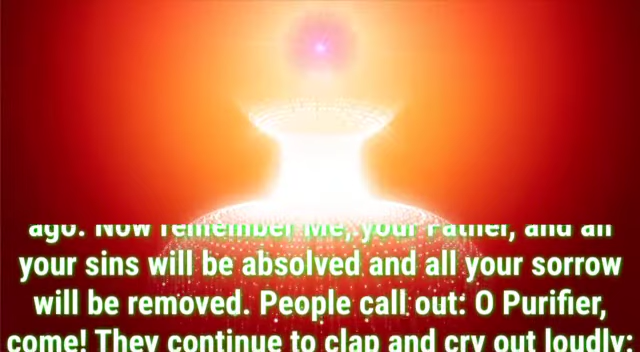 ago. Now remember Me, your Father, and all
your sins will be absolved and all your sorrow
will be removed. People call out: O Purifier,
come! They continue to clap and cry out loudly: